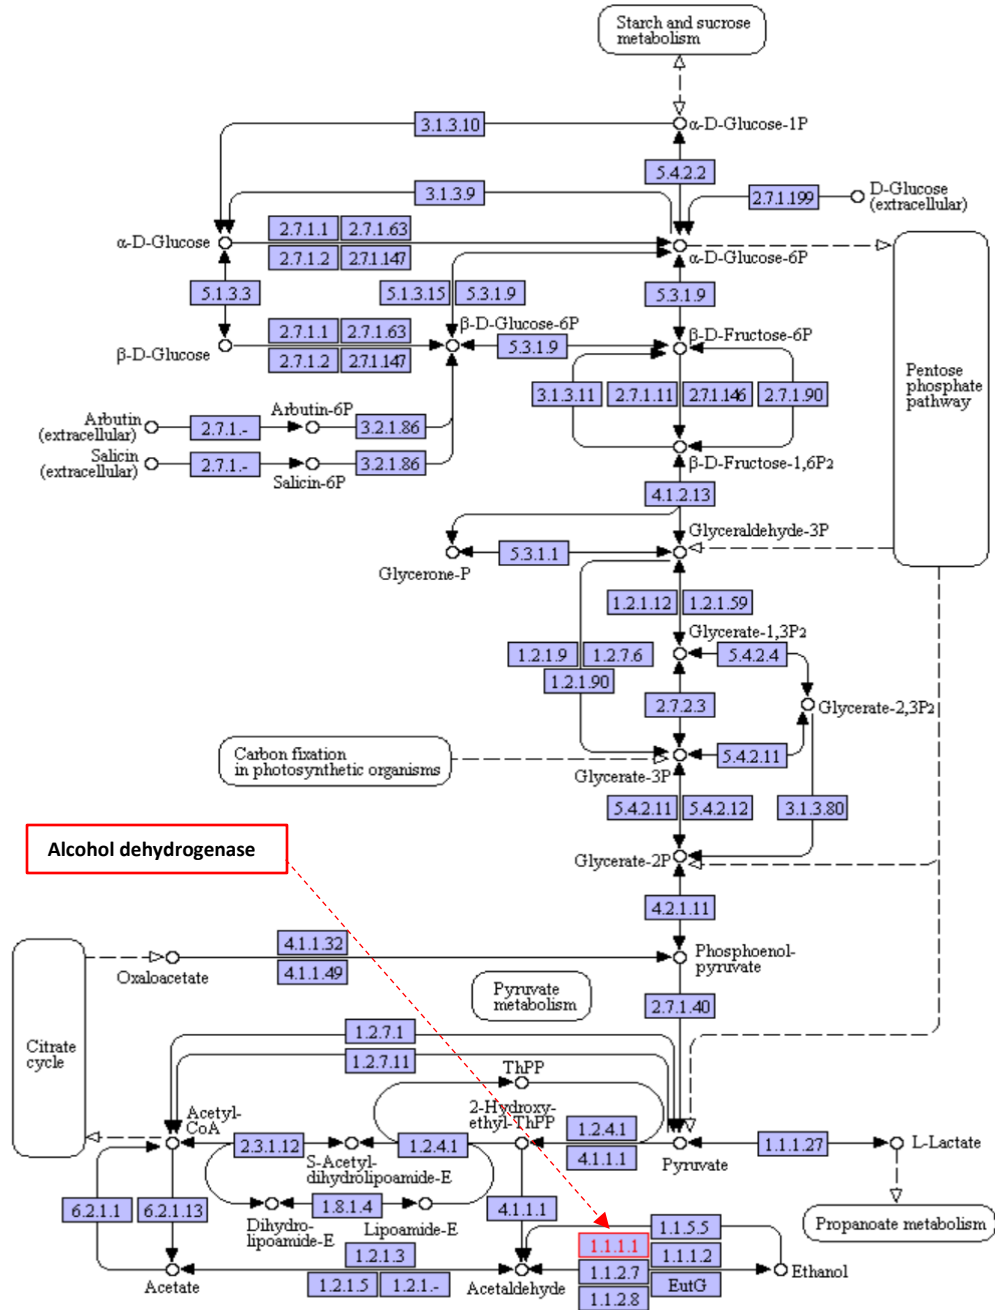 Starch and sucrose
metabolism
3.1.3.10
α-D-Glucose-1P
5.4.2.2
3.1.3.9
2.7.1.199
D-Glucose
(extracellular)
α-D-Glucose
2.7.1.1
2.7.1.63
2.7.1.2
2.7.1.147
α-D-Glucose-6P
5.1.3.3
5.1.3.15
5.3.1.9
5.3.1.9
β-D-Glucose
2.7.1.1
2.7.1.63
2.7.1.2
2.7.1.147
β-D-Glucose-6P
5.3.1.9
β-D-Fructose-6P
Pentose
phosphate
pathway
3.1.3.11
2.7.1.11
2.7.1.146
2.7.1.90
Arbutin
(extracellular)
2.7.1.-
Arbutin-6P
3.2.1.86
Salicin
(extracellular)
2.7.1.-
Salicin-6P
3.2.1.86
β-D-Fructose-1,6P2
4.1.2.13
Glyceraldehyde-3P
Glycerone-P
5.3.1.1
1.2.1.12
1.2.1.59
Glycerate-1,3P2
1.2.1.9
1.2.7.6
1.2.1.90
5.4.2.4
2.7.2.3
Glycerate-2,3P2
Carbon fixation
in photosynthetic organisms
5.4.2.11
Glycerate-3P
5.4.2.11
5.4.2.12
3.1.3.80
Alcohol dehydrogenase
Glycerate-2P
4.2.1.11
4.1.1.32
4.1.1.49
Oxaloacetate
Phosphoenol-
pyruvate
Pyruvate
metabolism
2.7.1.40
Citrate
cycle
1.2.7.1
1.2.7.11
ThPP
2-Hydroxy-
ethyl-ThPP
Acetyl-
CoA
2.3.1.12
S-Acetyl-
dihydrolipoamide-E
1.2.4.1
1.2.4.1
4.1.1.1
Pyruvate
1.1.1.27
L-Lactate
6.2.1.1
6.2.1.13
Dihydro-
lipoamide-E
1.8.1.4
Lipoamide-E
4.1.1.1
Propanoate metabolism
1.1.5.5
1.1.1.1
1.1.1.2
1.2.1.3
1.1.2.7
EutG
1.1.2.8
Acetate
1.2.1.5
1.2.1.-
Acetaldehyde
Ethanol